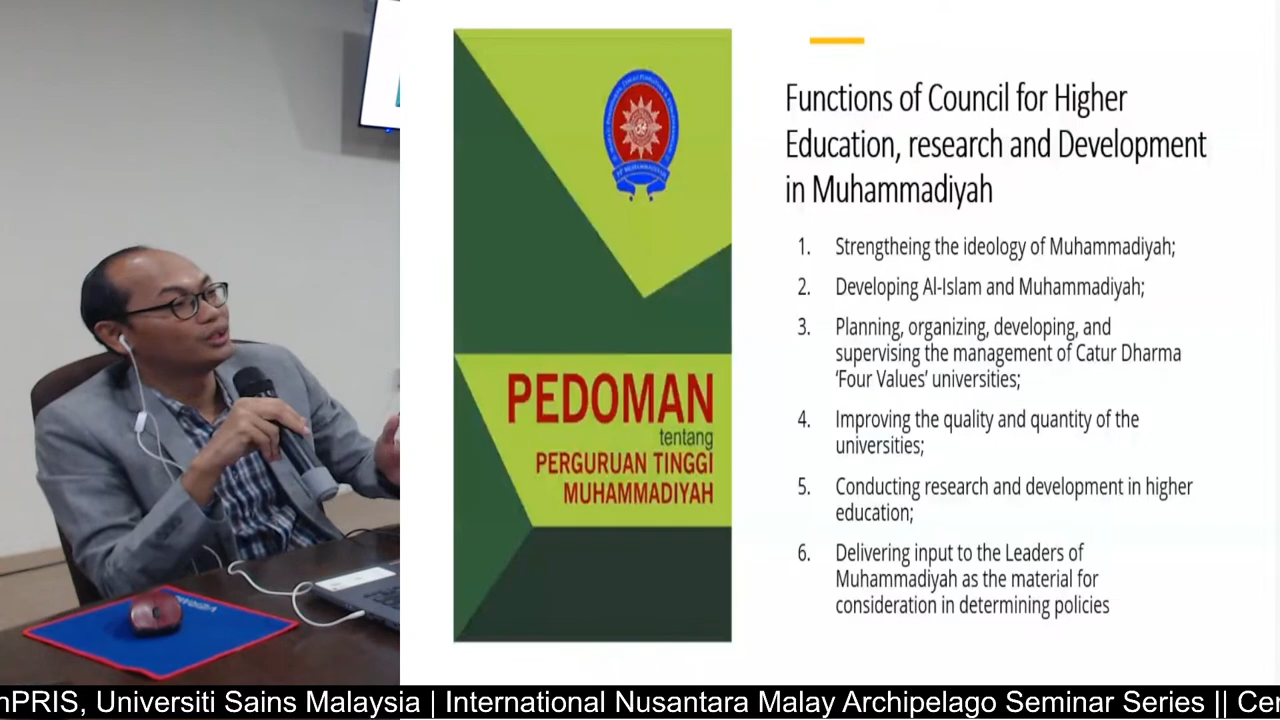 Functions of Council for Higher
Education, research and Development
in Muhammadiyah
1. Strengtheing the ideology of Muhammadiyah;
2. Developing Al-Islam and Muhammadiyah;
3. Planning, organizing, developing, and
supervising the management of Catur Dharma
‘Four Values’ universities;
4. Improving the quality and quantity of the
universities;
5. Conducting research and development in higher
education;
6. Delivering input to the Leaders of
Muhammadiyah as the material for
consideration in determining policies
PEDOMAN
tentang
PERGURUAN TINGGI
MUHAMMADIYAH
nPRIS, Universiti Sains Malaysia | International Nusantara Malay Archipelago Seminar Series || Cen